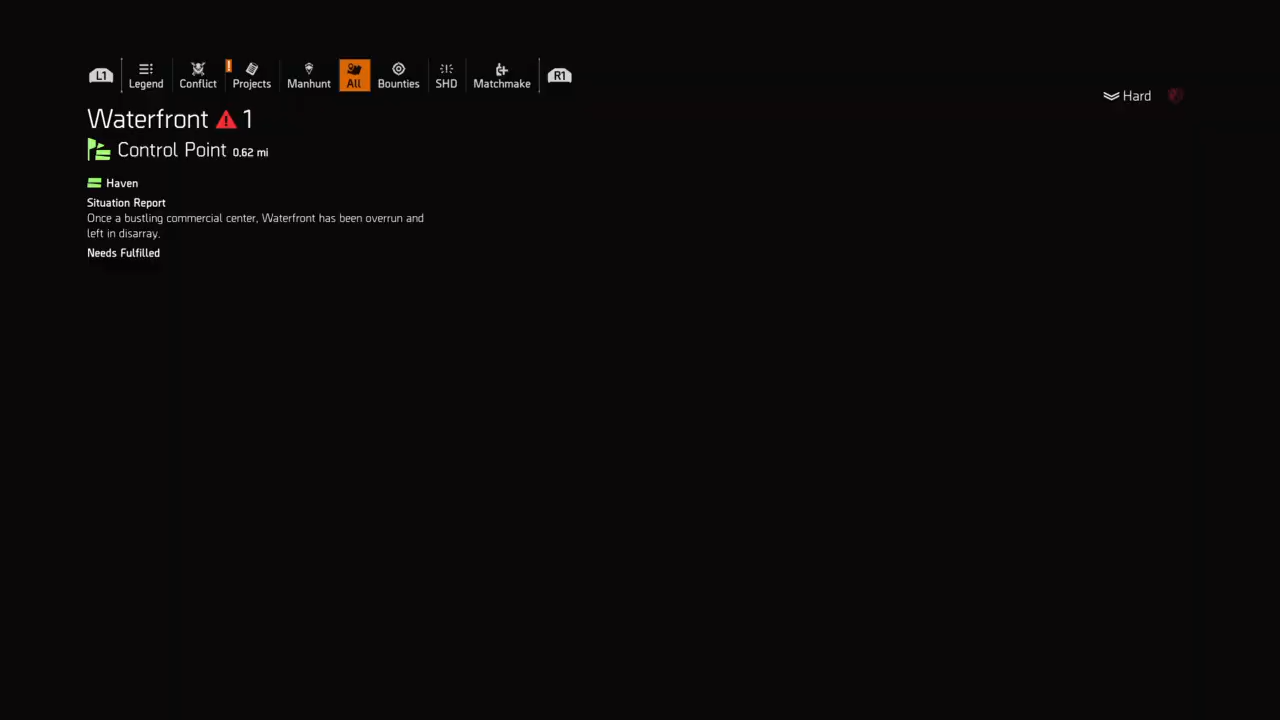 L1 Legend Conflict Projects Manhunt All Bounties SHD Matchmake R1
Hard
Waterfront 1
Control Point 0.62 mi
Haven
Situation Report
Once a bustling commercial center, Waterfront has been overrun and
left in disarray.
Needs Fulfilled